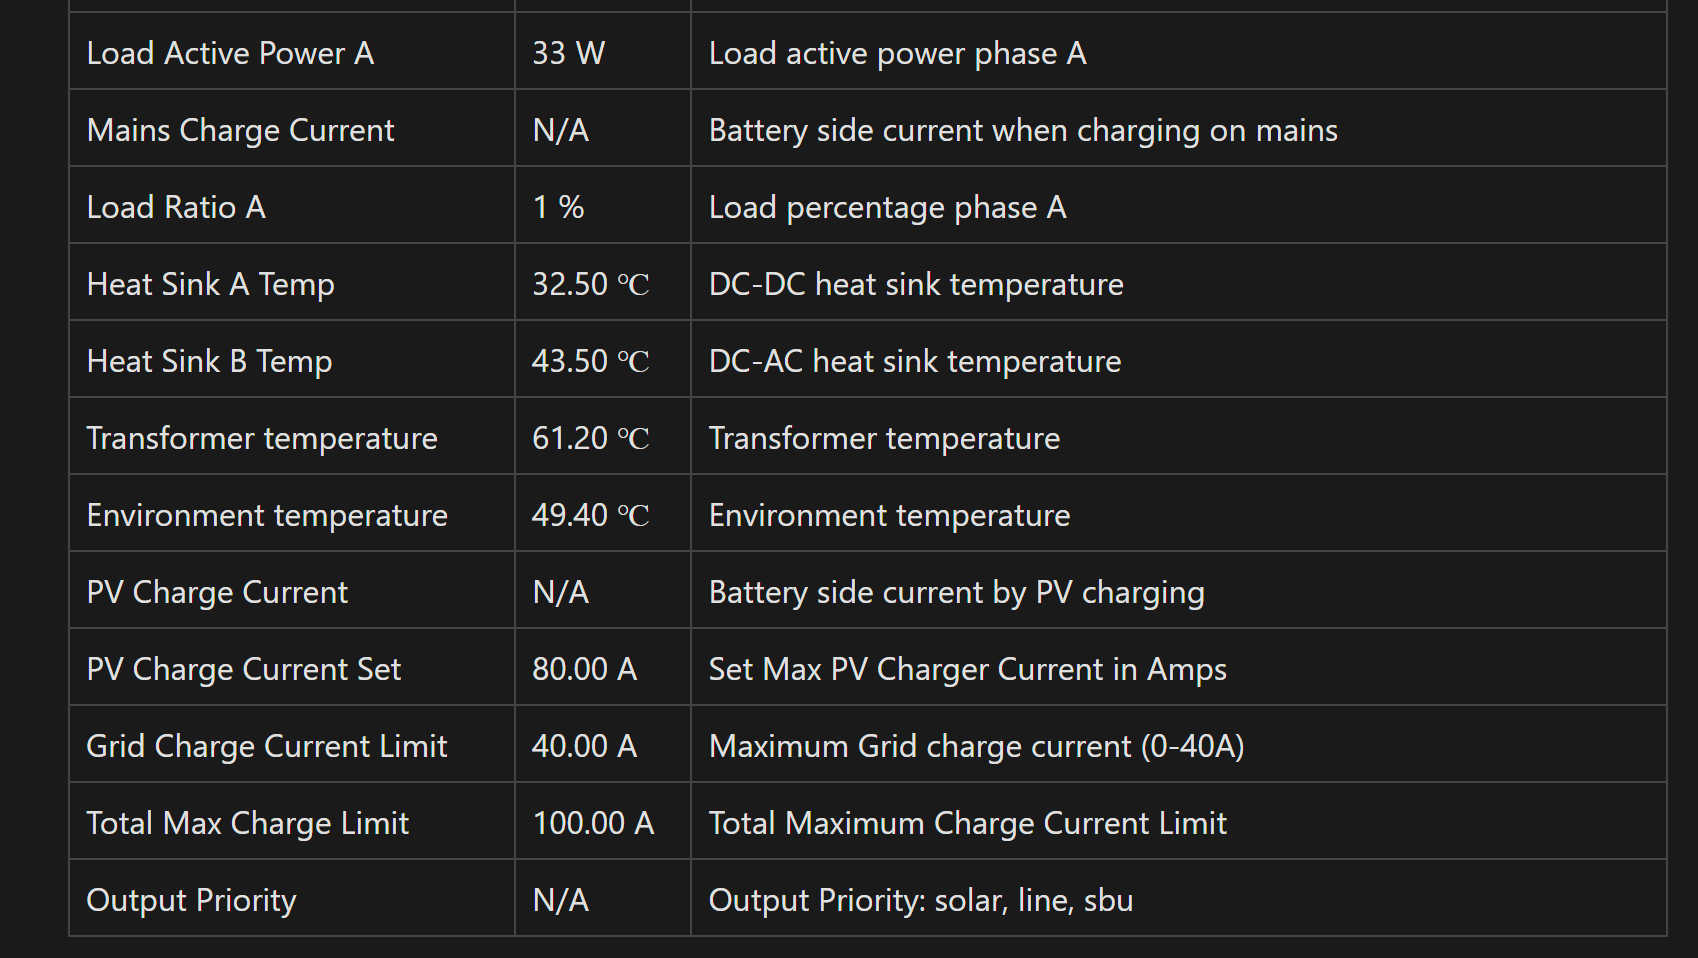 Load Active Power A 33 W Load active power phase A
Mains Charge Current N/A Battery side current when charging on mains
Load Ratio A 1 % Load percentage phase A
Heat Sink A Temp 32.50 ℃ DC-DC heat sink temperature
Heat Sink B Temp 43.50 ℃ DC-AC heat sink temperature
Transformer temperature 61.20 ℃ Transformer temperature
Environment temperature 49.40 ℃ Environment temperature
PV Charge Current N/A Battery side current by PV charging
PV Charge Current Set 80.00 A Set Max PV Charger Current in Amps
Grid Charge Current Limit 40.00 A Maximum Grid charge current (0-40A)
Total Max Charge Limit 100.00 A Total Maximum Charge Current Limit
Output Priority N/A Output Priority: solar, line, sbu